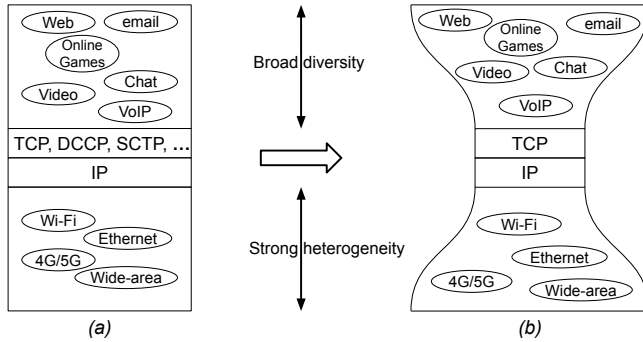 Web
email
Online
Games
Chat
Video
VoIP
TCP, DCCP, SCTP, ...
IP
Wi-Fi
Ethernet
4G/5G
Wide-area
(a)
Broad diversity
Strong heterogeneity
Web
email
Online
Games
Video
Chat
VoIP
TCP
IP
Wi-Fi
Ethernet
4G/5G
Wide-area
(b)